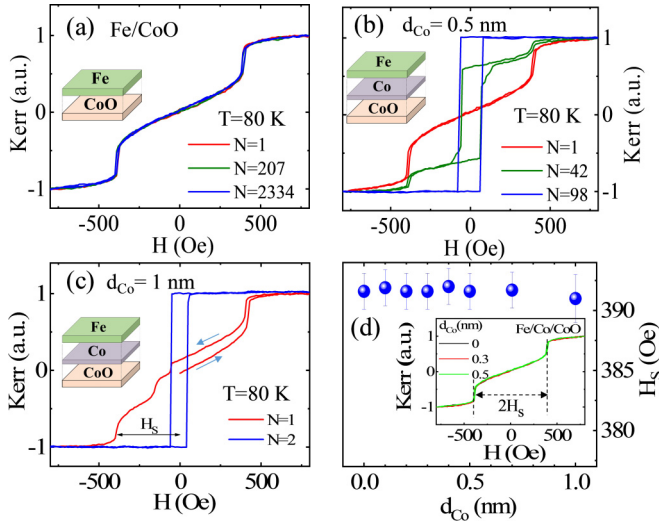 (a) Fe/CoO
Fe
CoO
T=80 K
N=1
N=207
N=2334
Kerr (a.u.)
1
0
-1
-500 0 500
H (Oe)
(b) d_Co= 0.5 nm
Fe
Co
CoO
T=80 K
N=1
N=42
N=98
Kerr (a.u.)
1
0
-1
-500 0 500
H (Oe)
(c) d_Co= 1 nm
Fe
Co
CoO
T=80 K
N=1
N=2
H_S
Kerr (a.u.)
1
0
-1
-500 0 500
H (Oe)
(d)
d_Co(nm) Fe/Co/CoO
0
0.3
0.5
2H_S
Kerr (a.u.)
1
0
-1
-500 0 500
H (Oe)
H_S (Oe)
392
387
382
378
0.0 0.5 1.0
d_Co (nm)